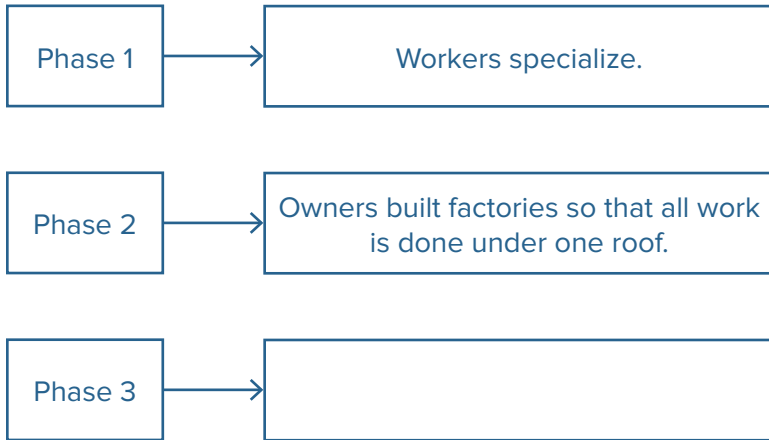 Phase 1
Workers specialize.
Phase 2
Owners built factories so that all work
is done under one roof.
Phase 3